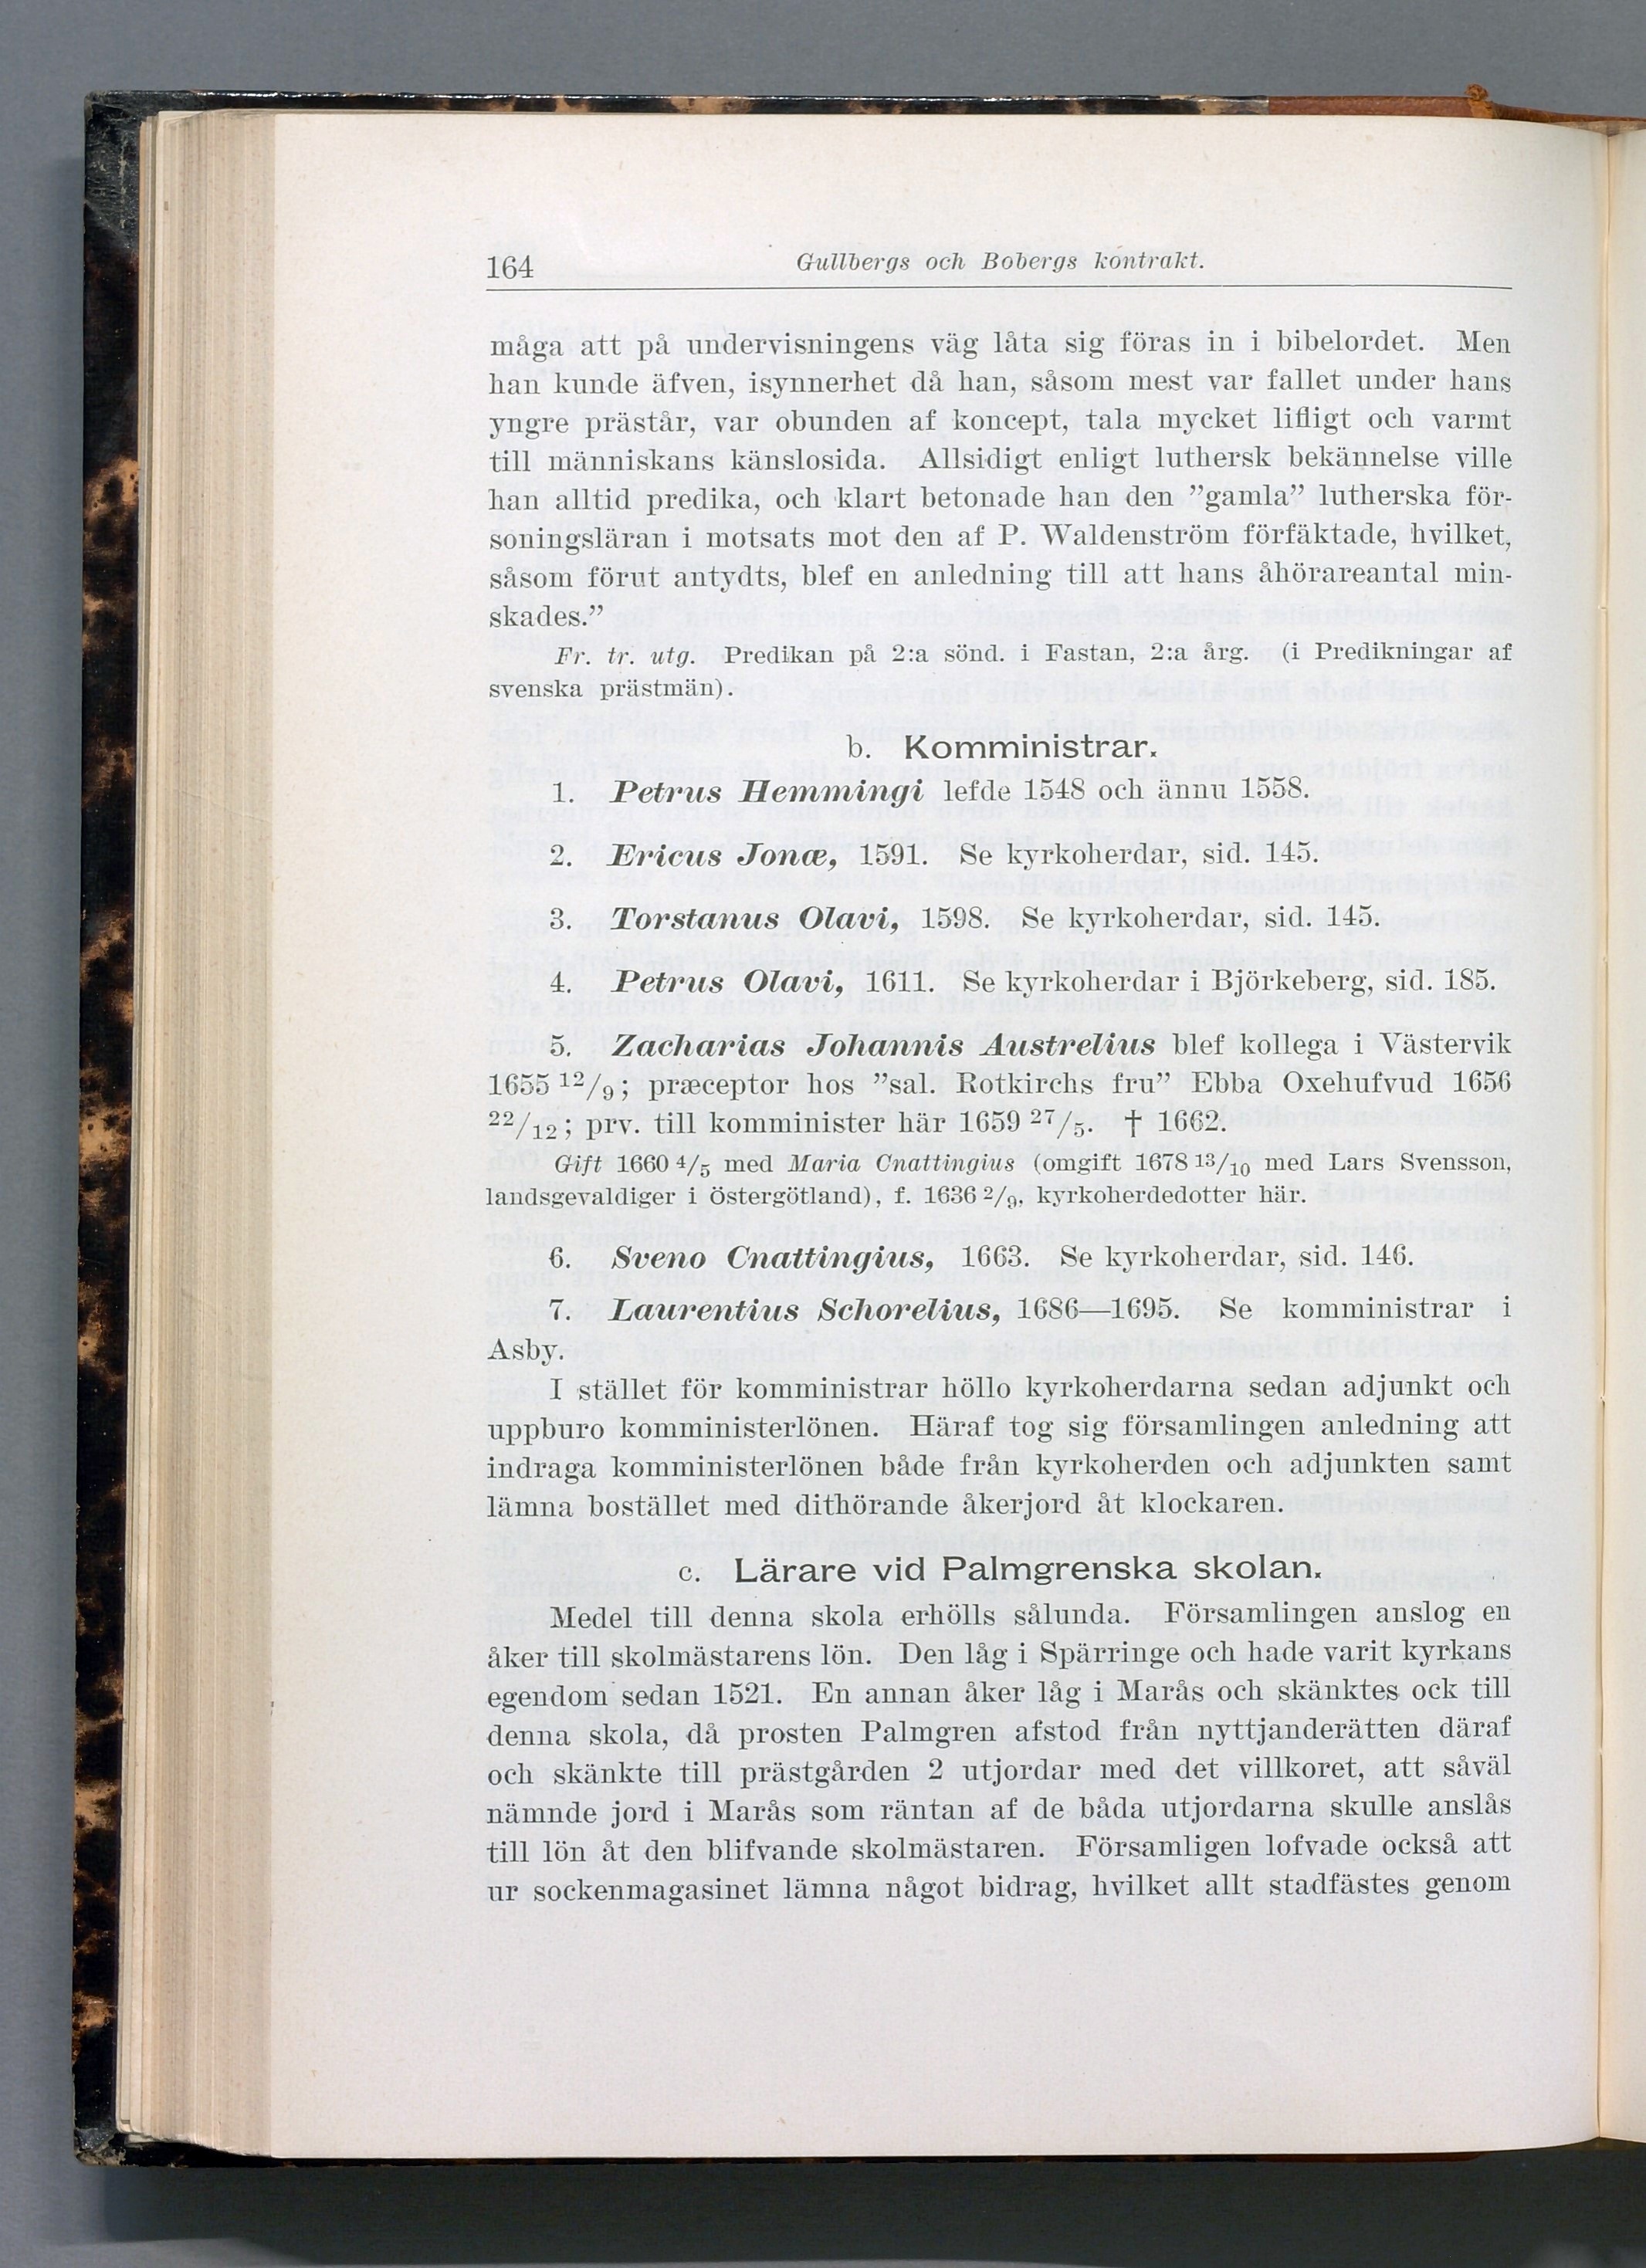 164
Gullbergs och Bobergs kontrakt.
måga att på undervisningens väg låta sig föras in i bibelordet. Men
han kunde äfven, isynnerhet då han, såsom mest var fallet under hans
yngre prästår, var obunden af koncept, tala mycket lifligt och varmt
till människans känslosida. Allsidigt enligt luthersk bekännelse ville
han alltid predika, och klart betonade han den ”gamla” lutherska för-
soningsläran i motsats mot den af P. Waldenström förfäktade, hvilket,
såsom förut antydts, blef en anledning till att hans åhörareantal min-
skades.”
Fr. tr. utg. Predikan på 2:a sönd. i Fastan, 2:a årg. (i Predikningar af
svenska prästmän).
b. Komministrar.
1. Petrus Hemmingi lefde 1548 och ännu 1558.
2. Ericus Jonæ, 1591. Se kyrkoherdar, sid. 145.
3. Torstanus Olavi, 1598. Se kyrkoherdar, sid. 145.
4. Petrus Olavi, 1611. Se kyrkoherdar i Björkeberg, sid. 185.
5. Zacharias Johannis Austrelius blef kollega i Västervik
1655 12/9; præceptor hos ”sal. Rotkirchs fru” Ebba Oxehufvud 1656
22/12; prv. till komminister här 1659 27/5. † 1662.
Gift 1660 4/5 med Maria Cnattingius (omgift 1678 13/10 med Lars Svensson,
landsgevaldiger i Östergötland), f. 1636 2/9, kyrkoherdedotter här.
6. Sveno Cnattingius, 1663. Se kyrkoherdar, sid. 146.
7. Laurentius Schorelius, 1686—1695. Se komministrar i
Asby.
I stället för komministrar höllo kyrkoherdarna sedan adjunkt och
uppburo komministerlönen. Häraf tog sig församlingen anledning att
indraga komministerlönen både från kyrkoherden och adjunkten samt
lämna bostället med dithörande åkerjord åt klockaren.
c. Lärare vid Palmgrenska skolan.
Medel till denna skola erhölls sålunda. Församlingen anslog en
åker till skolmästarens lön. Den låg i Spärringe och hade varit kyrkans
egendom sedan 1521. En annan åker låg i Marås och skänktes ock till
denna skola, då prosten Palmgren afstod från nyttjanderätten däraf
och skänkte till prästgården 2 utjordar med det villkoret, att såväl
nämnde jord i Marås som räntan af de båda utjordarna skulle anslås
till lön åt den blifvande skolmästaren. Församligen lofvade också att
ur sockenmagasinet lämna något bidrag, hvilket allt stadfästes genom